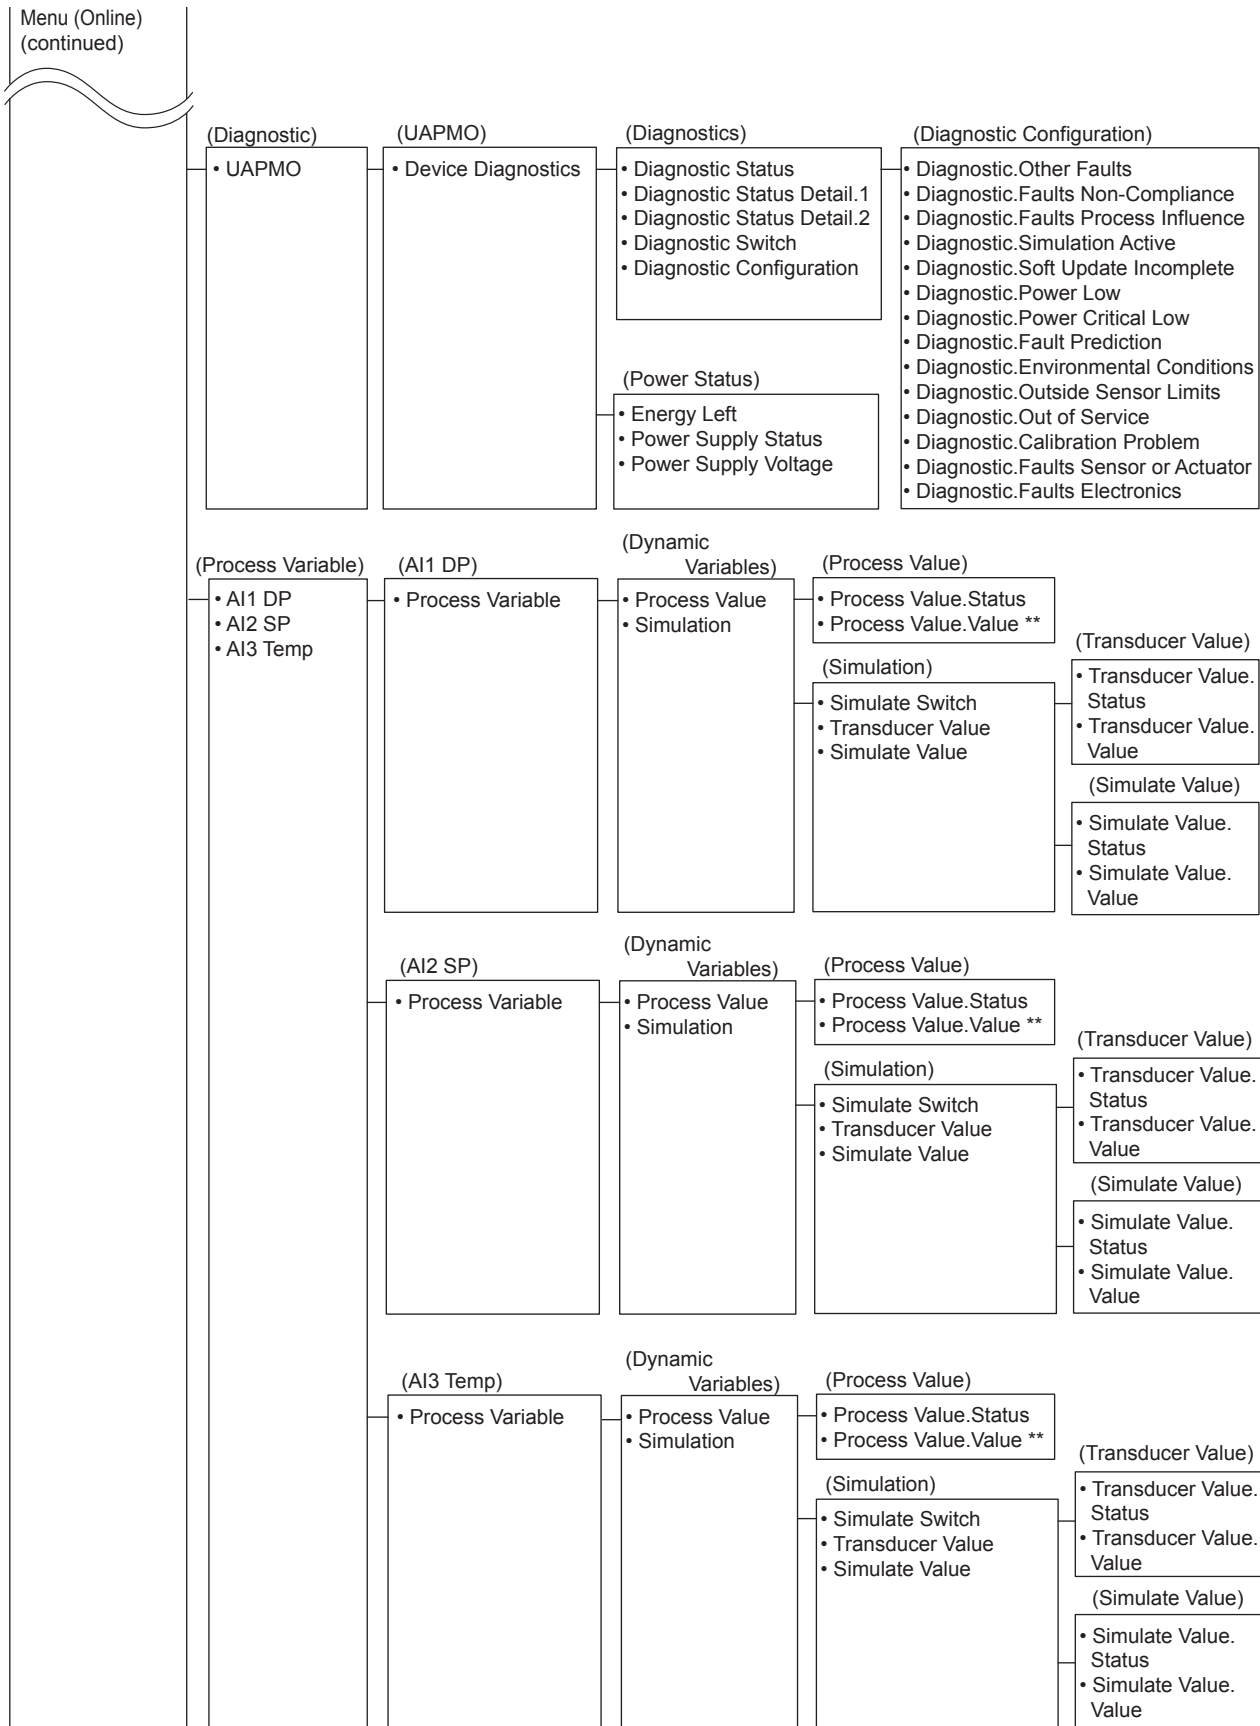 Menu (Online)
(continued)
(Diagnostic)
• UAPMO
(UAPMO)
• Device Diagnostics
(Diagnostics)
• Diagnostic Status
• Diagnostic Status Detail.1
• Diagnostic Status Detail.2
• Diagnostic Switch
• Diagnostic Configuration
(Diagnostic Configuration)
• Diagnostic.Other Faults
• Diagnostic.Faults Non-Compliance
• Diagnostic.Faults Process Influence
• Diagnostic.Simulation Active
• Diagnostic.Soft Update Incomplete
• Diagnostic.Power Low
• Diagnostic.Power Critical Low
• Diagnostic.Fault Prediction
• Diagnostic.Environmental Conditions
• Diagnostic.Outside Sensor Limits
• Diagnostic.Out of Service
• Diagnostic.Calibration Problem
• Diagnostic.Faults Sensor or Actuator
• Diagnostic.Faults Electronics
(Power Status)
• Energy Left
• Power Supply Status
• Power Supply Voltage
(Process Variable)
• AI1 DP
• AI2 SP
• AI3 Temp
(AI1 DP)
• Process Variable
(Dynamic
Variables)
• Process Value
• Simulation
(Process Value)
• Process Value.Status
• Process Value.Value **
(Simulation)
• Simulate Switch
• Transducer Value
• Simulate Value
(Transducer Value)
• Transducer Value.
Status
• Transducer Value.
Value
(Simulate Value)
• Simulate Value.
Status
• Simulate Value.
Value
(AI2 SP)
• Process Variable
(Dynamic
Variables)
• Process Value
• Simulation
(Process Value)
• Process Value.Status
• Process Value.Value **
(Simulation)
• Simulate Switch
• Transducer Value
• Simulate Value
(Transducer Value)
• Transducer Value.
Status
• Transducer Value.
Value
(Simulate Value)
• Simulate Value.
Status
• Simulate Value.
Value
(AI3 Temp)
• Process Variable
(Dynamic
Variables)
• Process Value
• Simulation
(Process Value)
• Process Value.Status
• Process Value.Value **
(Simulation)
• Simulate Switch
• Transducer Value
• Simulate Value
(Transducer Value)
• Transducer Value.
Status
• Transducer Value.
Value
(Simulate Value)
• Simulate Value.
Status
• Simulate Value.
Value